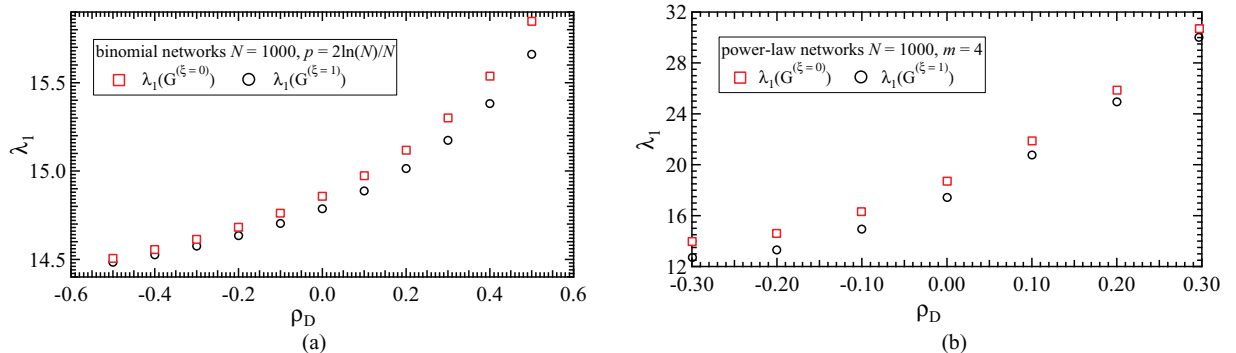 binomial networks N = 1000, p = 2ln(N)/N
λ₁(G^(ξ = 0)) λ₁(G^(ξ = 1))
λ₁
15.5
15.0
14.5
-0.6 -0.4 -0.2 0.0 0.2 0.4 0.6
ρ_D
(a)
power-law networks N = 1000, m = 4
λ₁(G^(ξ = 0)) λ₁(G^(ξ = 1))
λ₁
32
28
24
20
16
12
-0.30 -0.20 -0.10 0.00 0.10 0.20 0.30
ρ_D
(b)